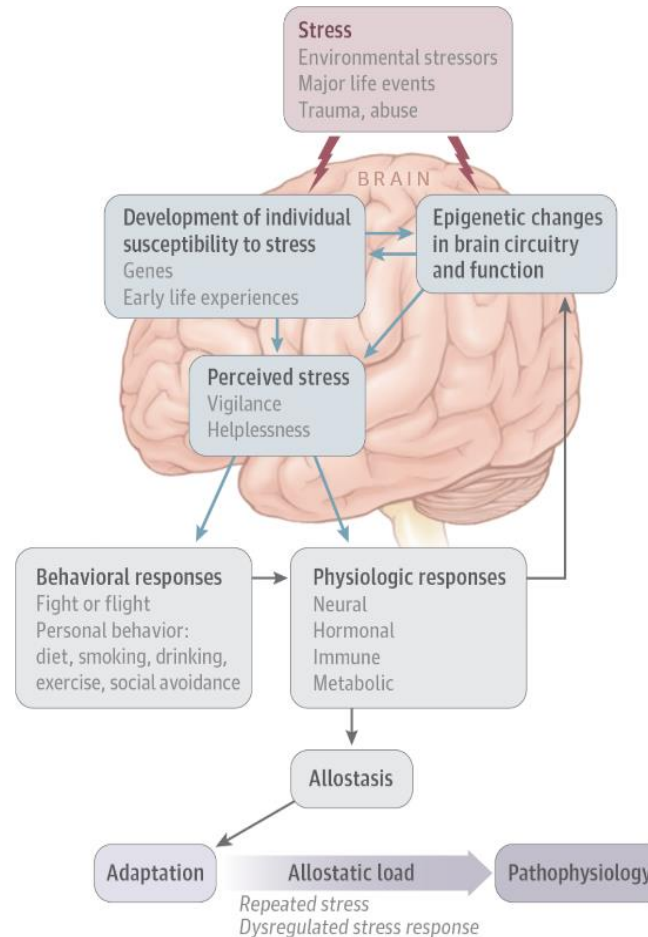 Stress
Environmental stressors
Major life events
Trauma, abuse
BRAIN
Development of individual
susceptibility to stress
Genes
Early life experiences
Epigenetic changes
in brain circuitry
and function
Perceived stress
Vigilance
Helplessness
Behavioral responses
Fight or flight
Personal behavior:
diet, smoking, drinking,
exercise, social avoidance
Physiologic responses
Neural
Hormonal
Immune
Metabolic
Allostasis
Adaptation
Allostatic load
Repeated stress
Dysregulated stress response
Pathophysiology